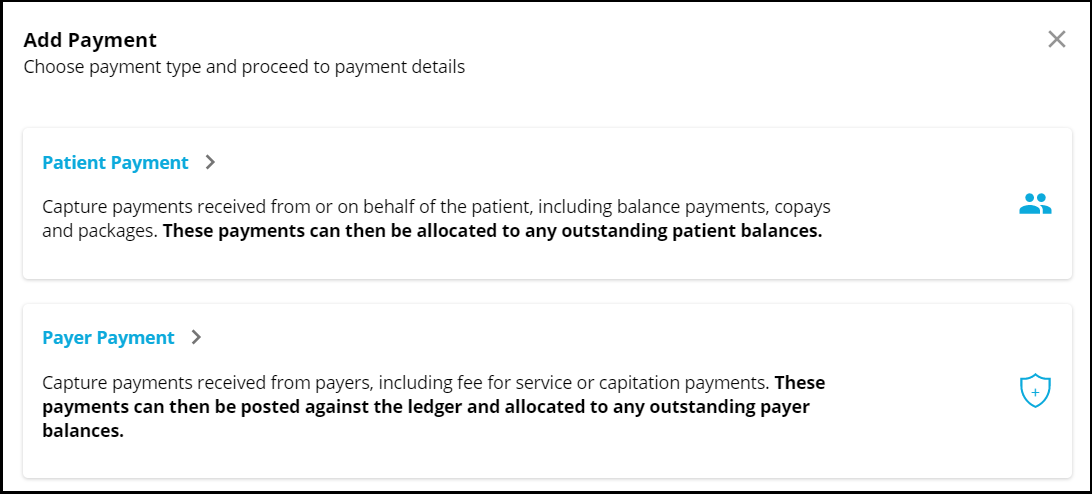 Add Payment
Choose payment type and proceed to payment details
Patient Payment
Capture payments received from or on behalf of the patient, including balance payments, copays
and packages. These payments can then be allocated to any outstanding patient balances.
Payer Payment
Capture payments received from payers, including fee for service or capitation payments. These
payments can then be posted against the ledger and allocated to any outstanding payer
balances.